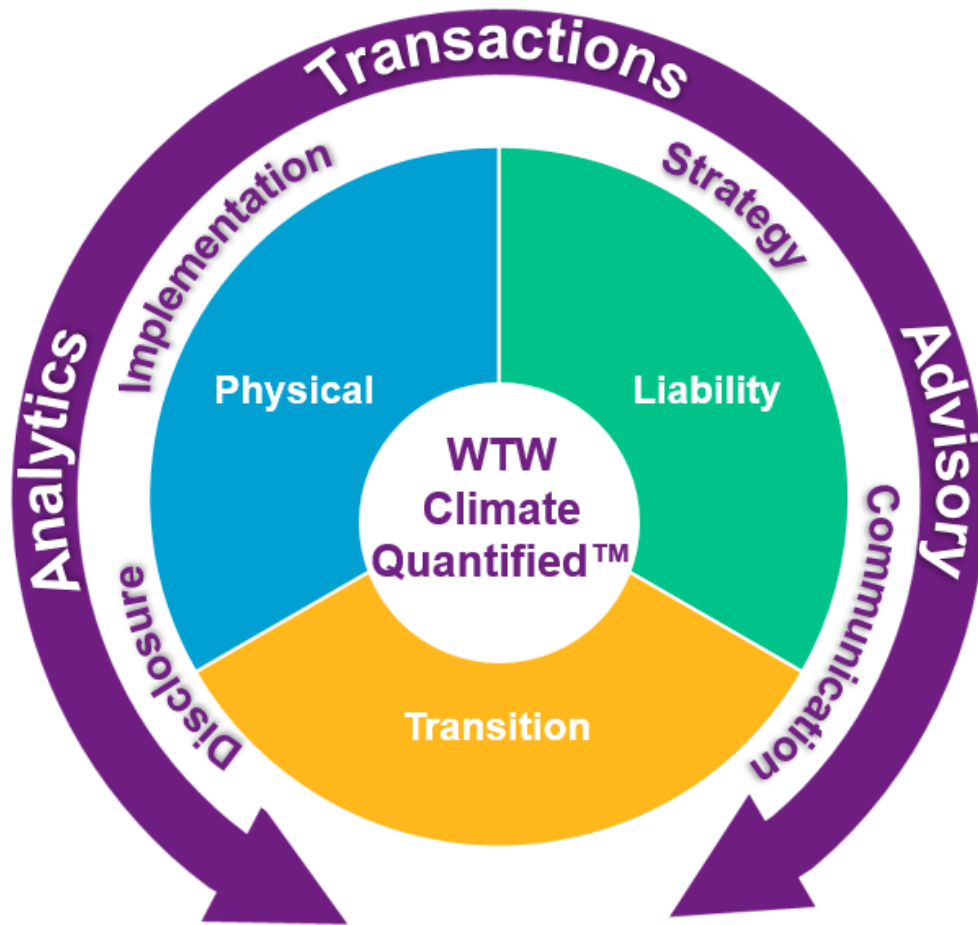 Transactions
Implementation
Strategy
Analytics
Physical
Liability
Advisory
WTW
Climate
Quantified™
Disclosure
Communication
Transition